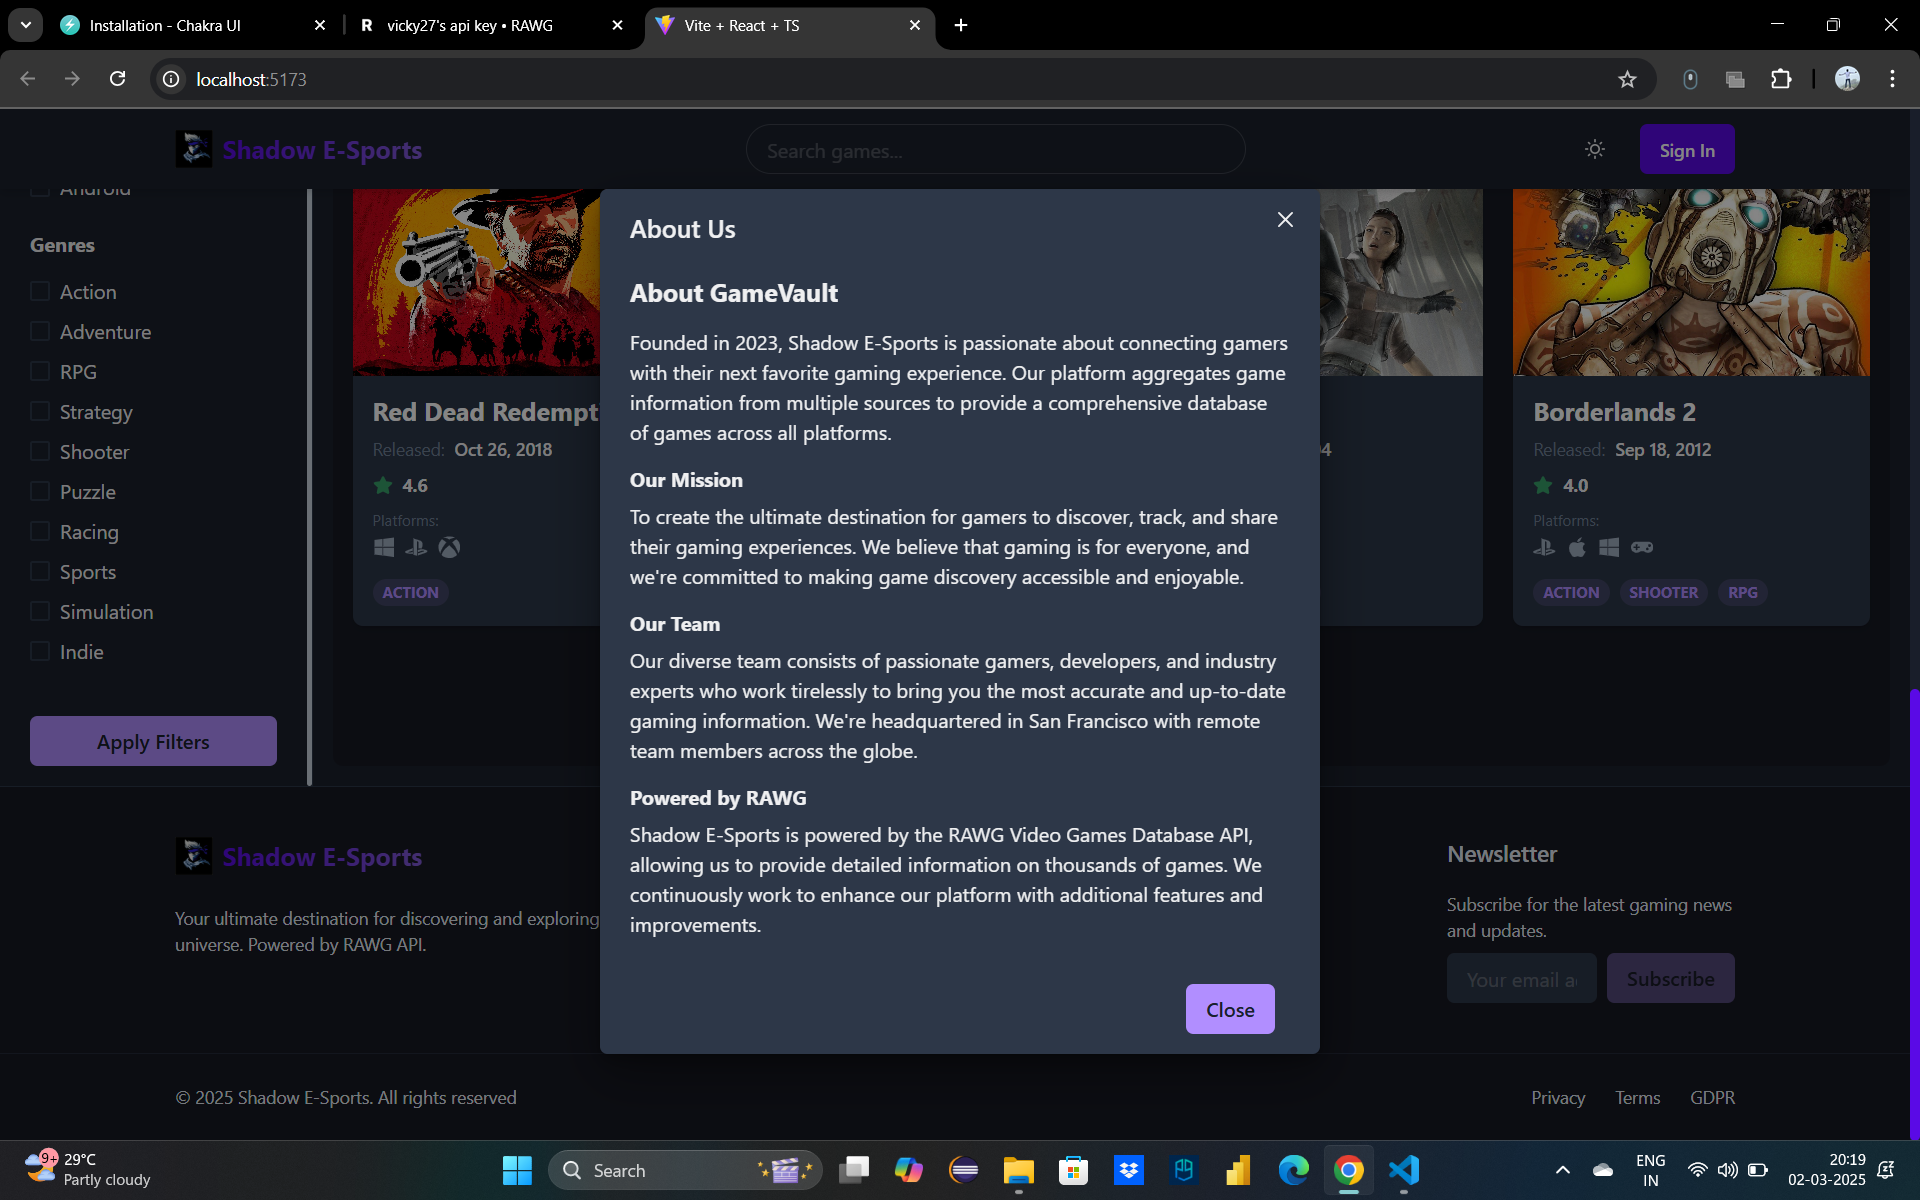 Installation - Chakra UI
vicky27's api key • RAWG
Vite + React + TS
localhost:5173
Shadow E-Sports
Search games...
Sign In
Android
Genres
Action
Adventure
RPG
Strategy
Shooter
Puzzle
Racing
Sports
Simulation
Indie
Apply Filters
Red Dead Redempt
Released: Oct 26, 2018
4.6
Platforms:
ACTION
About Us
About GameVault
Founded in 2023, Shadow E-Sports is passionate about connecting gamers
with their next favorite gaming experience. Our platform aggregates game
information from multiple sources to provide a comprehensive database
of games across all platforms.
Our Mission
To create the ultimate destination for gamers to discover, track, and share
their gaming experiences. We believe that gaming is for everyone, and
we're committed to making game discovery accessible and enjoyable.
Our Team
Our diverse team consists of passionate gamers, developers, and industry
experts who work tirelessly to bring you the most accurate and up-to-date
gaming information. We're headquartered in San Francisco with remote
team members across the globe.
Powered by RAWG
Shadow E-Sports is powered by the RAWG Video Games Database API,
allowing us to provide detailed information on thousands of games. We
continuously work to enhance our platform with additional features and
improvements.
Close
Borderlands 2
Released: Sep 18, 2012
4.0
Platforms:
ACTION SHOOTER RPG
Shadow E-Sports
Your ultimate destination for discovering and exploring
universe. Powered by RAWG API.
Newsletter
Subscribe for the latest gaming news
and updates.
Your email a
Subscribe
© 2025 Shadow E-Sports. All rights reserved
Privacy Terms GDPR
9+
29°C
Partly cloudy
Search
ENG
IN
20:19
02-03-2025